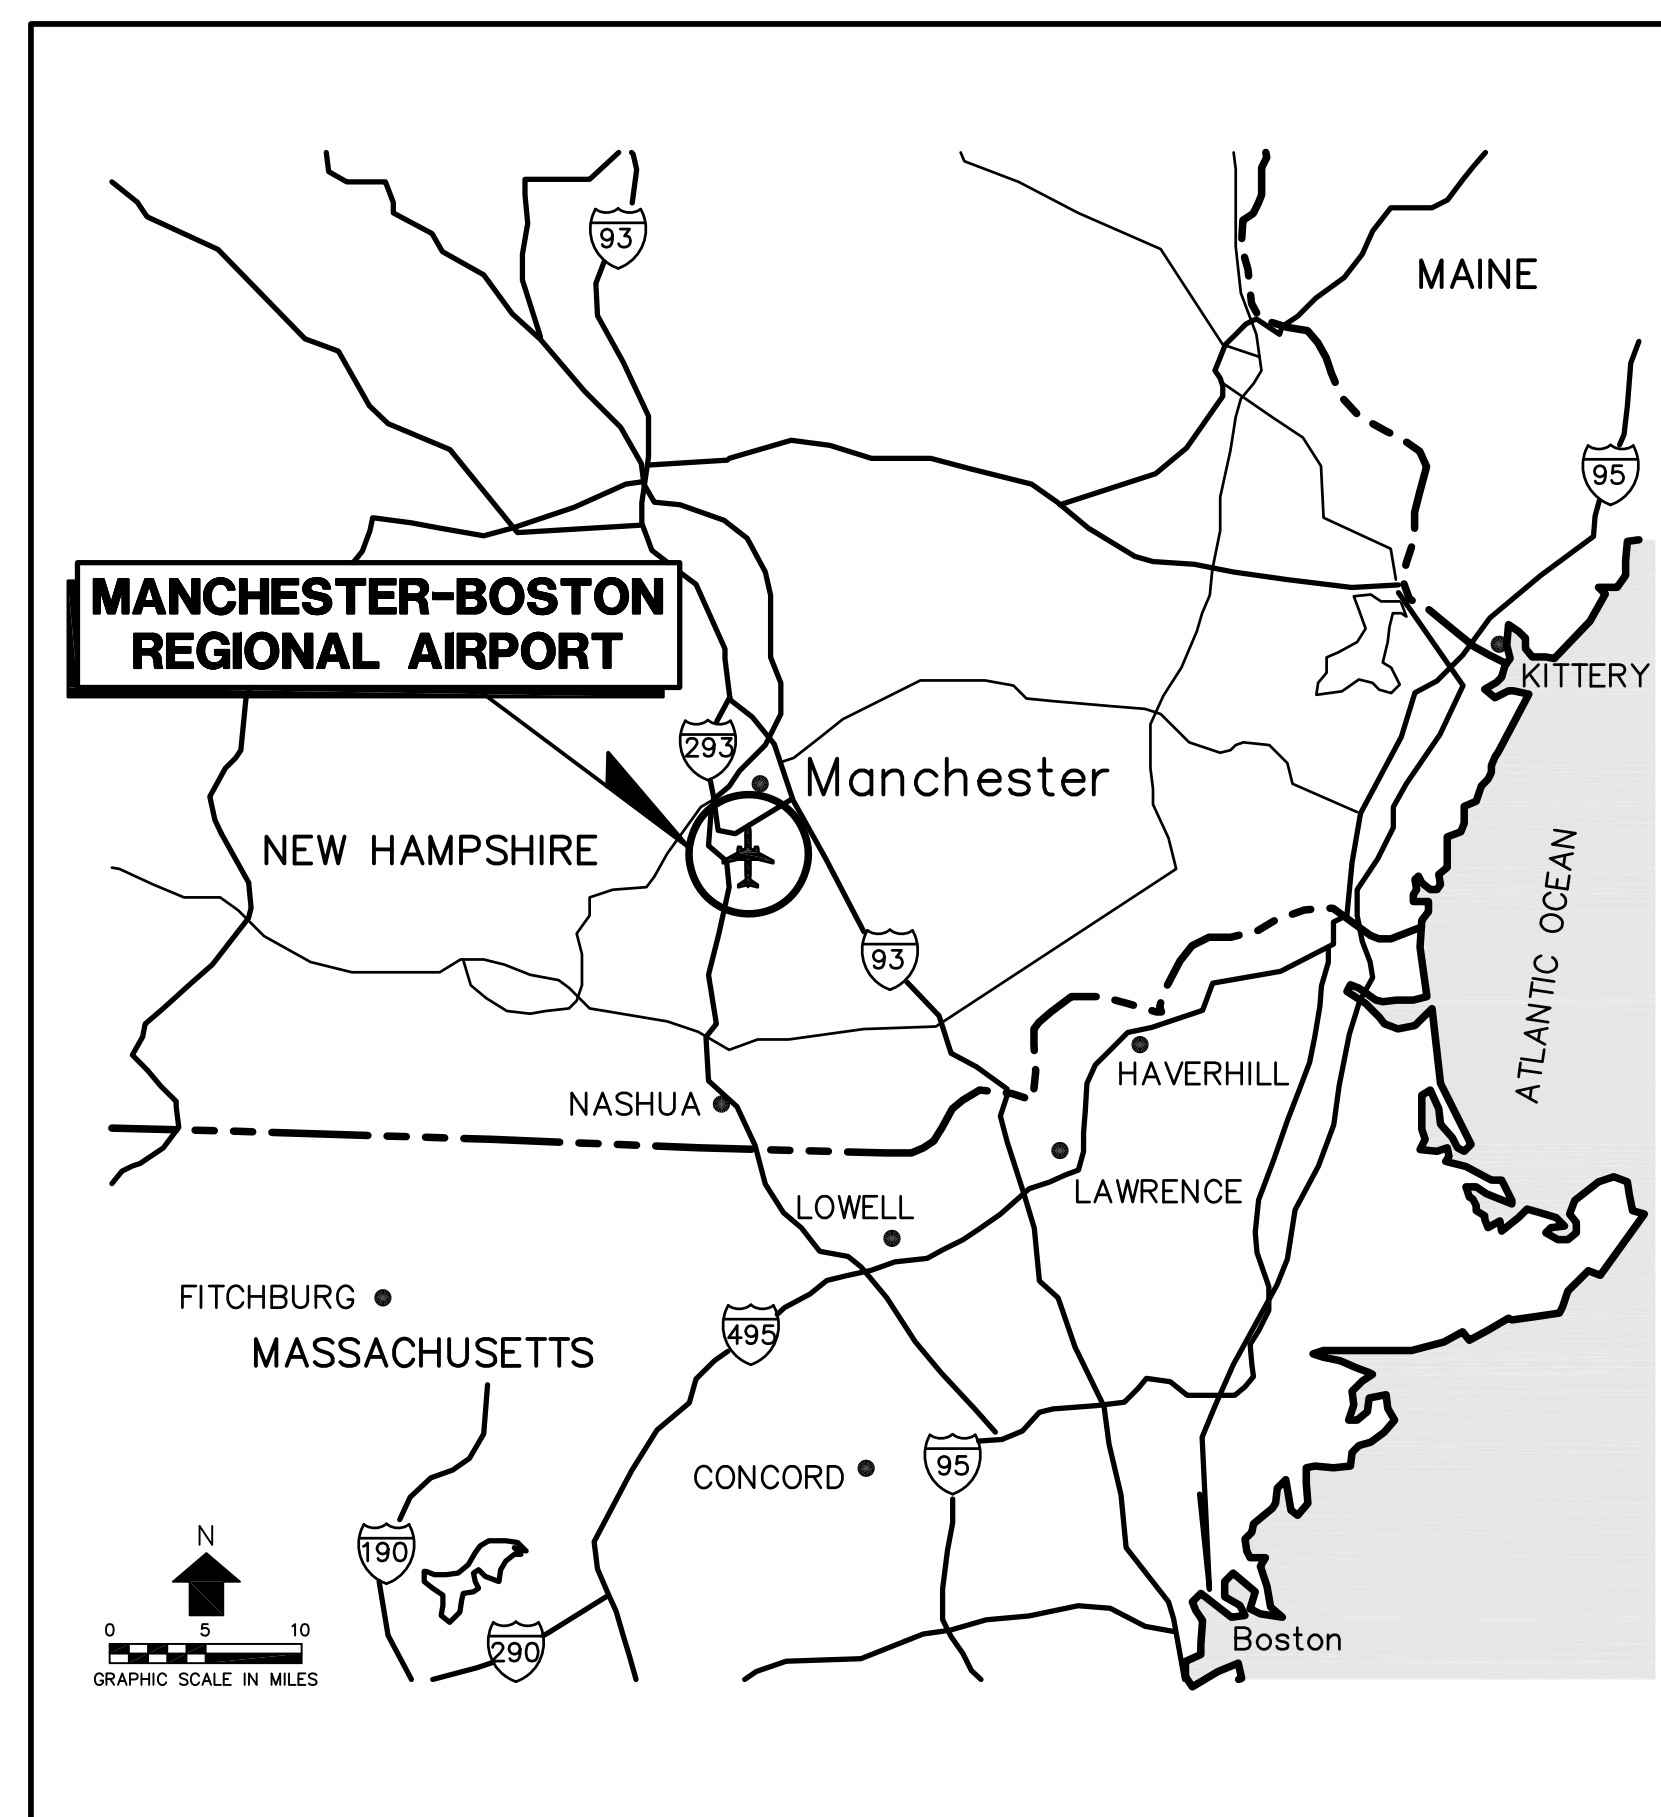 93
MAINE
95
MANCHESTER-BOSTON
REGIONAL AIRPORT
KITTERY
293
Manchester
NEW HAMPSHIRE
ATLANTIC OCEAN
93
HAVERHILL
NASHUA
LAWRENCE
LOWELL
FITCHBURG
495
MASSACHUSETTS
95
CONCORD
N
190
0 5 10
GRAPHIC SCALE IN MILES
290
Boston